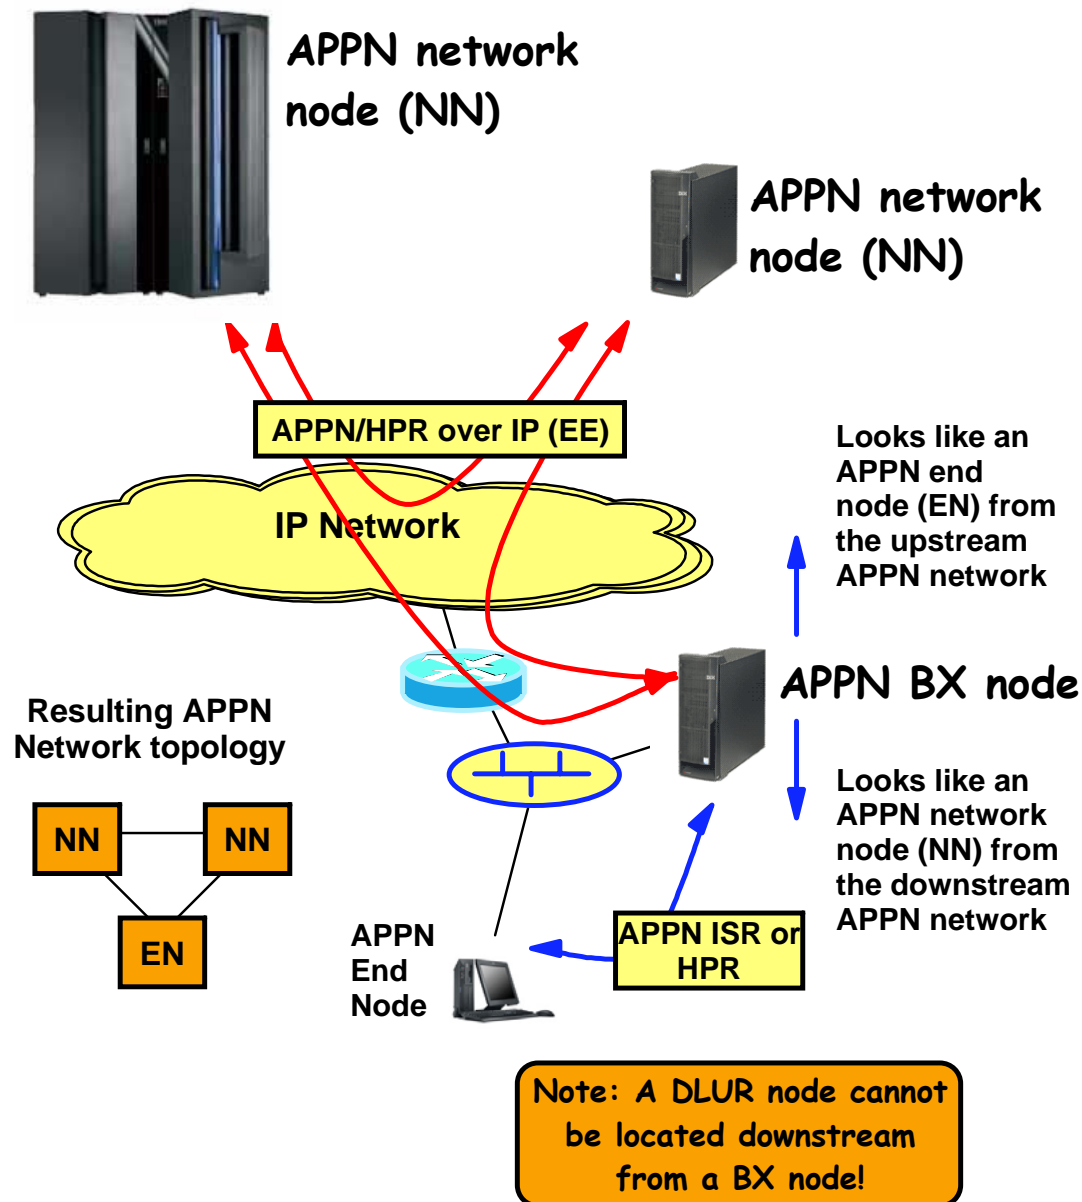 APPN network
node (NN)
APPN network
node (NN)
APPN/HPR over IP (EE)
IP Network
Looks like an
APPN end
node (EN) from
the upstream
APPN network
APPN BX node
Resulting APPN
Network topology
NN
NN
EN
Looks like an
APPN network
node (NN) from
the downstream
APPN network
APPN
End
Node
APPN ISR or
HPR
Note: A DLUR node cannot
be located downstream
from a BX node!